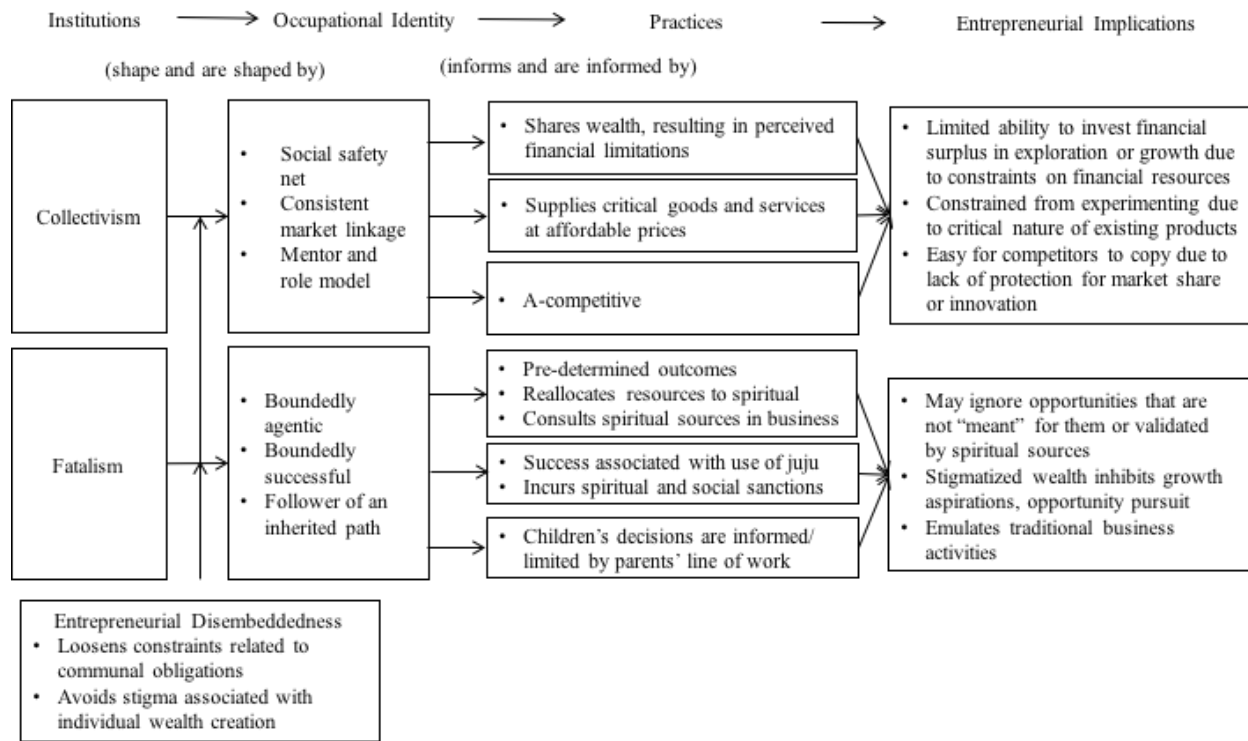 Institutions
Occupational Identity
Practices
Entrepreneurial Implications
(shape and are shaped by)
(informs and are informed by)
Collectivism
• Social safety
net
• Consistent
market linkage
• Mentor and
role model
• Shares wealth, resulting in perceived
financial limitations
• Supplies critical goods and services
at affordable prices
• A-competitive
• Limited ability to invest financial
surplus in exploration or growth due
to constraints on financial resources
• Constrained from experimenting due
to critical nature of existing products
• Easy for competitors to copy due to
lack of protection for market share
or innovation
Fatalism
• Boundedly
agentic
• Boundedly
successful
• Follower of an
inherited path
• Pre-determined outcomes
• Reallocates resources to spiritual
• Consults spiritual sources in business
• Success associated with use of juju
• Incurs spiritual and social sanctions
• Children’s decisions are informed/
limited by parents’ line of work
• May ignore opportunities that are
not “meant” for them or validated
by spiritual sources
• Stigmatized wealth inhibits growth
aspirations, opportunity pursuit
• Emulates traditional business
activities
Entrepreneurial Disembeddedness
• Loosens constraints related to
communal obligations
• Avoids stigma associated with
individual wealth creation